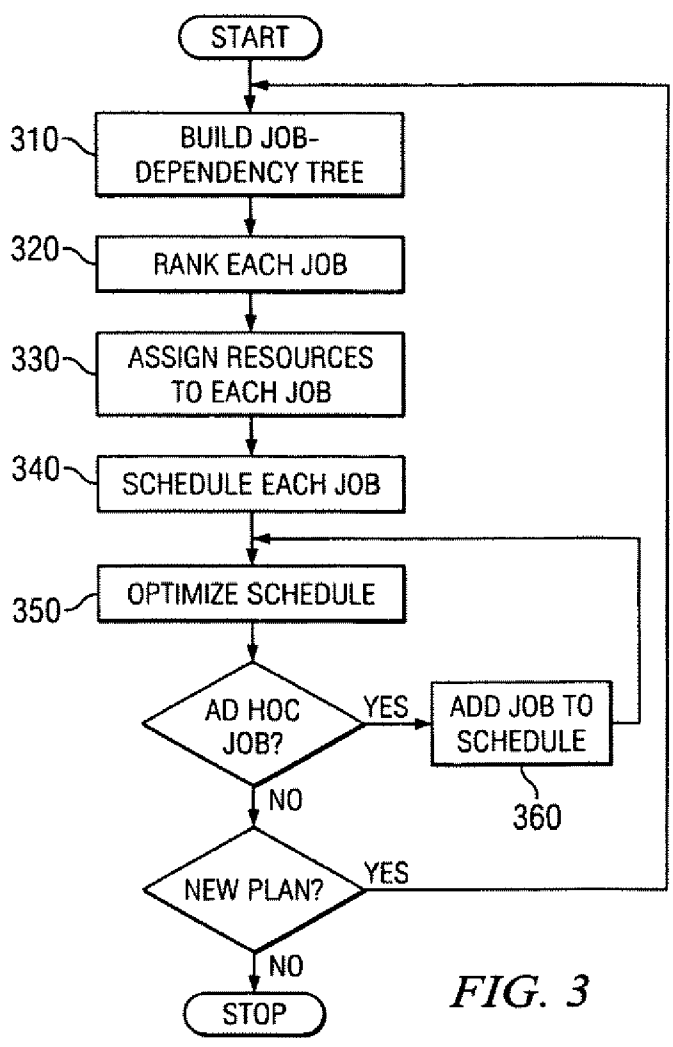 START
310
BUILD JOB-
DEPENDENCY TREE
320
RANK EACH JOB
330
ASSIGN RESOURCES
TO EACH JOB
340
SCHEDULE EACH JOB
350
OPTIMIZE SCHEDULE
AD HOC
JOB?
YES
ADD JOB TO
SCHEDULE
360
NO
NEW PLAN?
YES
NO
STOP
FIG. 3